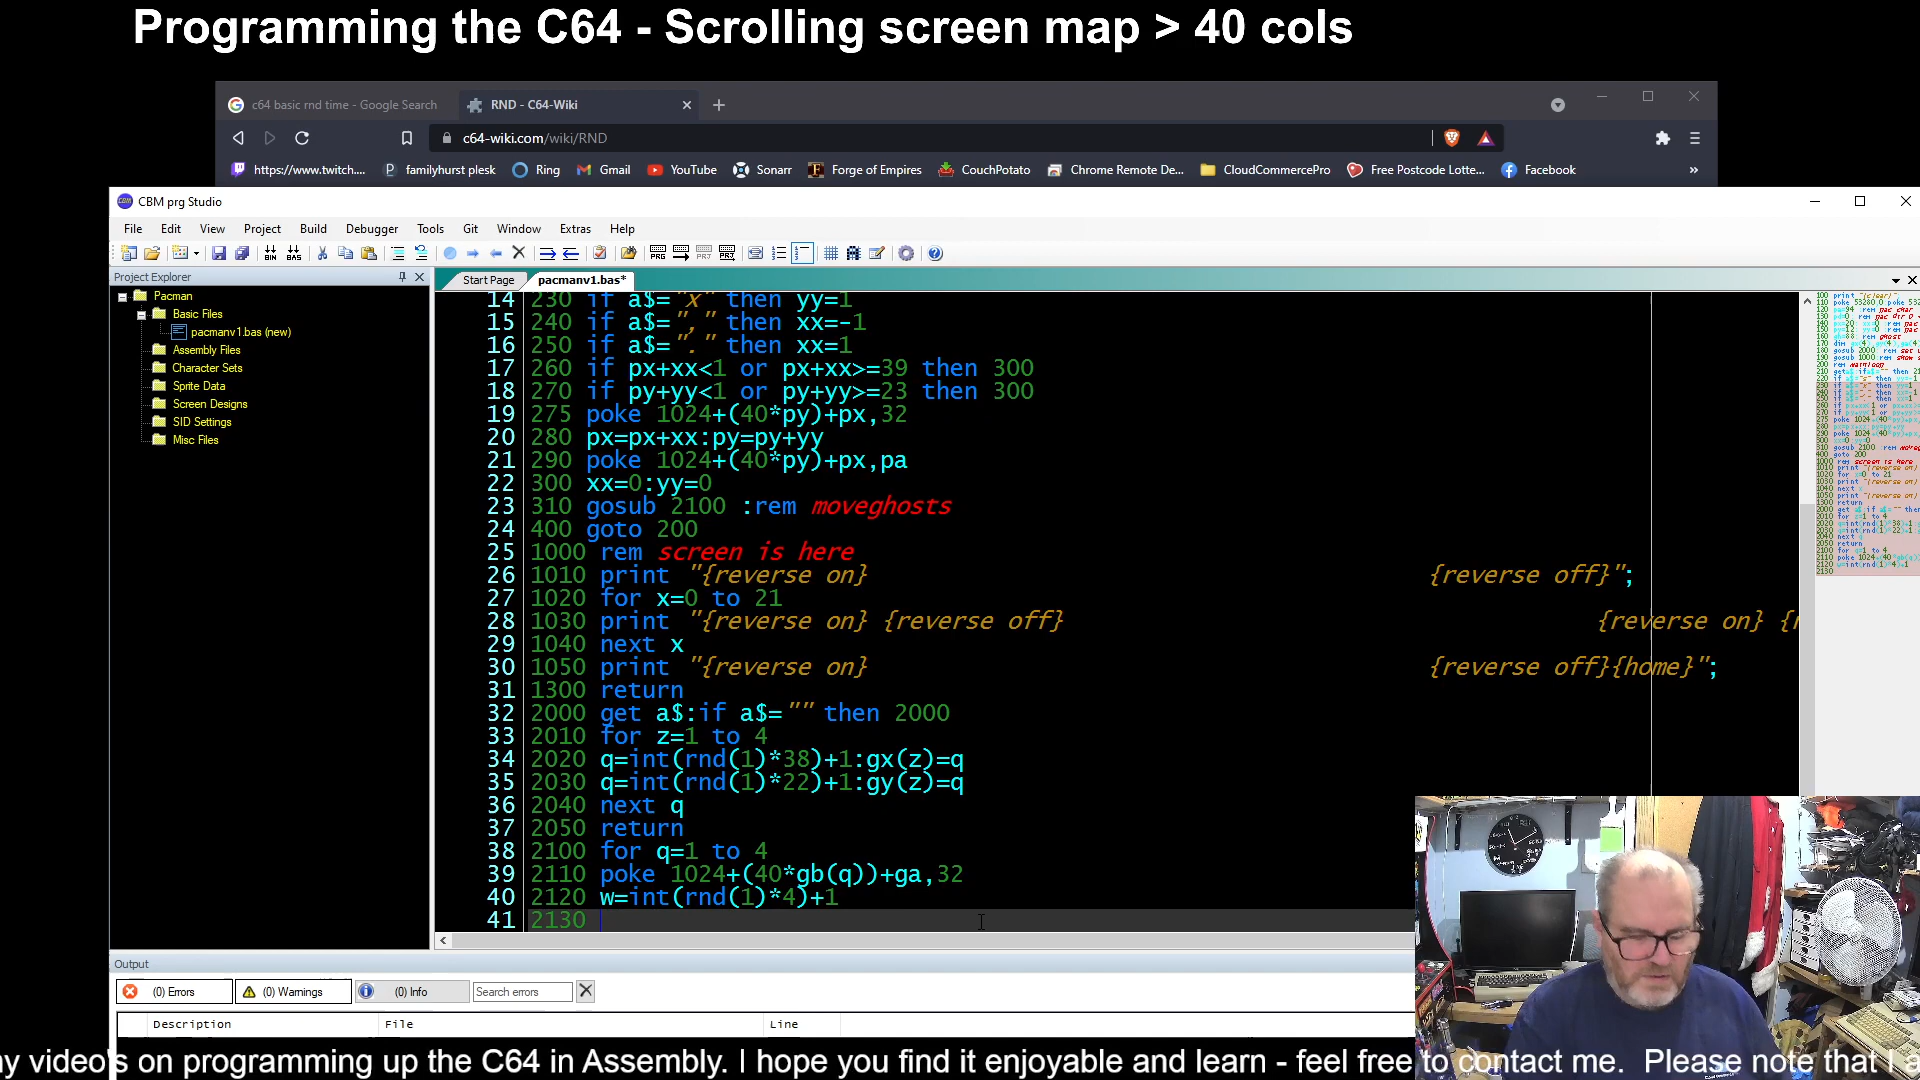 Programming the C64 - Scrolling screen map > 40 cols
c64 basic rnd time - Google Search
RND - C64-Wiki
c64-wiki.com/wiki/RND
https://www.twitch.... familyhurst plesk Ring Gmail YouTube Sonarr Forge of Empires CouchPotato Chrome Remote De... CloudCommercePro Free Postcode Lotte... Facebook
CBM prg Studio
File Edit View Project Build Debugger Tools Git Window Extras Help
Project Explorer
Pacman
Basic Files
pacmanv1.bas (new)
Assembly Files
Character Sets
Sprite Data
Screen Designs
SID Settings
Misc Files
Start Page pacmanv1.bas*
14 230 if a$="x" then yy=1
15 240 if a$="," then xx=-1
16 250 if a$="." then xx=1
17 260 if px+xx<1 or px+xx>=39 then 300
18 270 if py+yy<1 or py+yy>=23 then 300
19 275 poke 1024+(40*py)+px,32
20 280 px=px+xx:py=py+yy
21 290 poke 1024+(40*py)+px,pa
22 300 xx=0:yy=0
23 310 gosub 2100 :rem moveghosts
24 400 goto 200
25 1000 rem screen is here
26 1010 print "{reverse on} {reverse off}";
27 1020 for x=0 to 21
28 1030 print "{reverse on} {reverse off} {reverse on} {r
29 1040 next x
30 1050 print "{reverse on} {reverse off}{home}";
31 1300 return
32 2000 get a$:if a$="" then 2000
33 2010 for z=1 to 4
34 2020 q=int(rnd(1)*38)+1:gx(z)=q
35 2030 q=int(rnd(1)*22)+1:gy(z)=q
36 2040 next q
37 2050 return
38 2100 for q=1 to 4
39 2110 poke 1024+(40*gb(q))+ga,32
40 2120 w=int(rnd(1)*4)+1
41 2130
Output
(0) Errors (0) Warnings (0) Info Search errors
Description File Line
ny video's on programming up the C64 in Assembly. I hope you find it enjoyable and learn - feel free to contact me. Please note that I a